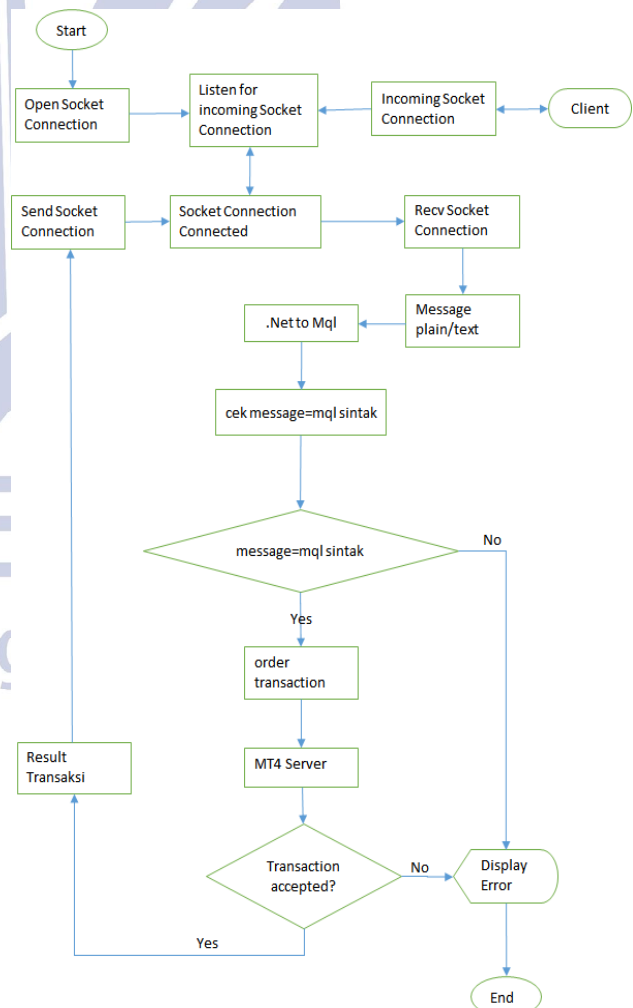 Start
Open Socket
Connection
Listen for
incoming Socket
Connection
Incoming Socket
Connection
Client
Send Socket
Connection
Socket Connection
Connected
Recv Socket
Connection
Message
plain/text
.Net to Mql
cek message=mql sintak
message=mql sintak
No
Yes
order
transaction
Result
Transaksi
MT4 Server
Transaction
accepted?
No
Display
Error
Yes
End